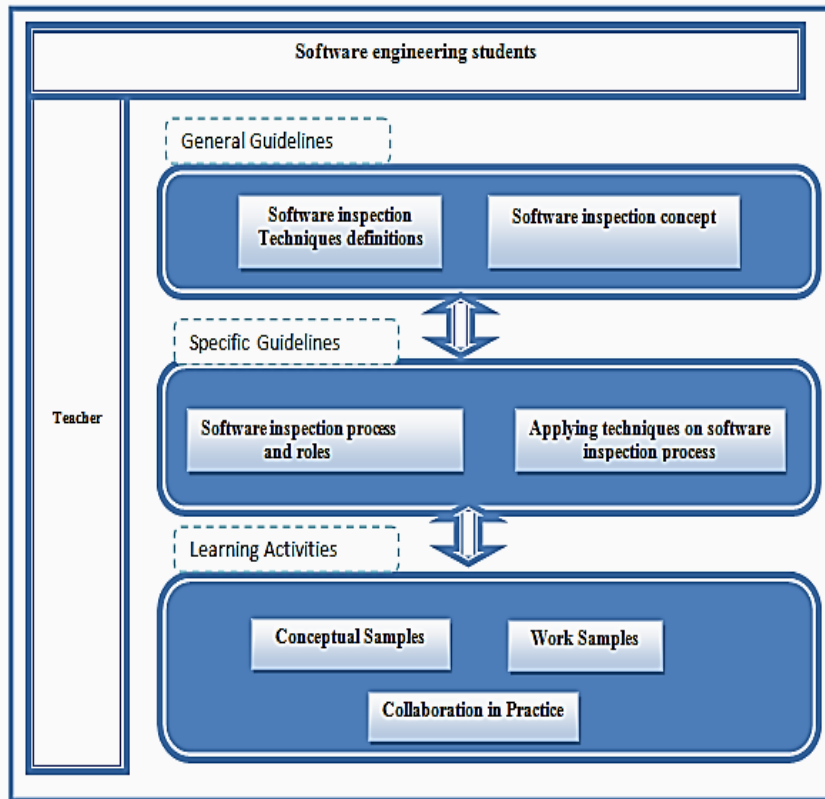 Software engineering students
General Guidelines
Software inspection
Techniques definitions
Software inspection concept
Specific Guidelines
Teacher
Software inspection process
and roles
Applying techniques on software
inspection process
Learning Activities
Conceptual Samples
Work Samples
Collaboration in Practice